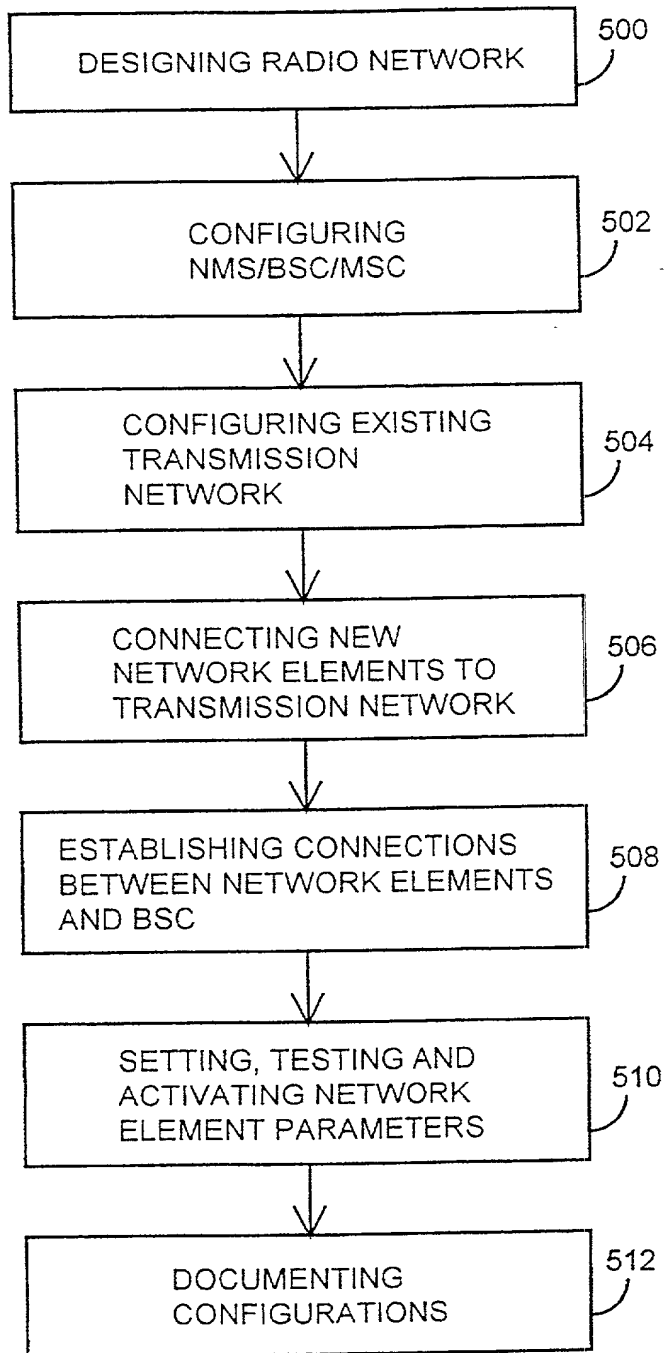 DESIGNING RADIO NETWORK
500
CONFIGURING
NMS/BSC/MSC
502
CONFIGURING EXISTING
TRANSMISSION
NETWORK
504
CONNECTING NEW
NETWORK ELEMENTS TO
TRANSMISSION NETWORK
506
ESTABLISHING CONNECTIONS
BETWEEN NETWORK ELEMENTS
AND BSC
508
SETTING, TESTING AND
ACTIVATING NETWORK
ELEMENT PARAMETERS
510
DOCUMENTING
CONFIGURATIONS
512